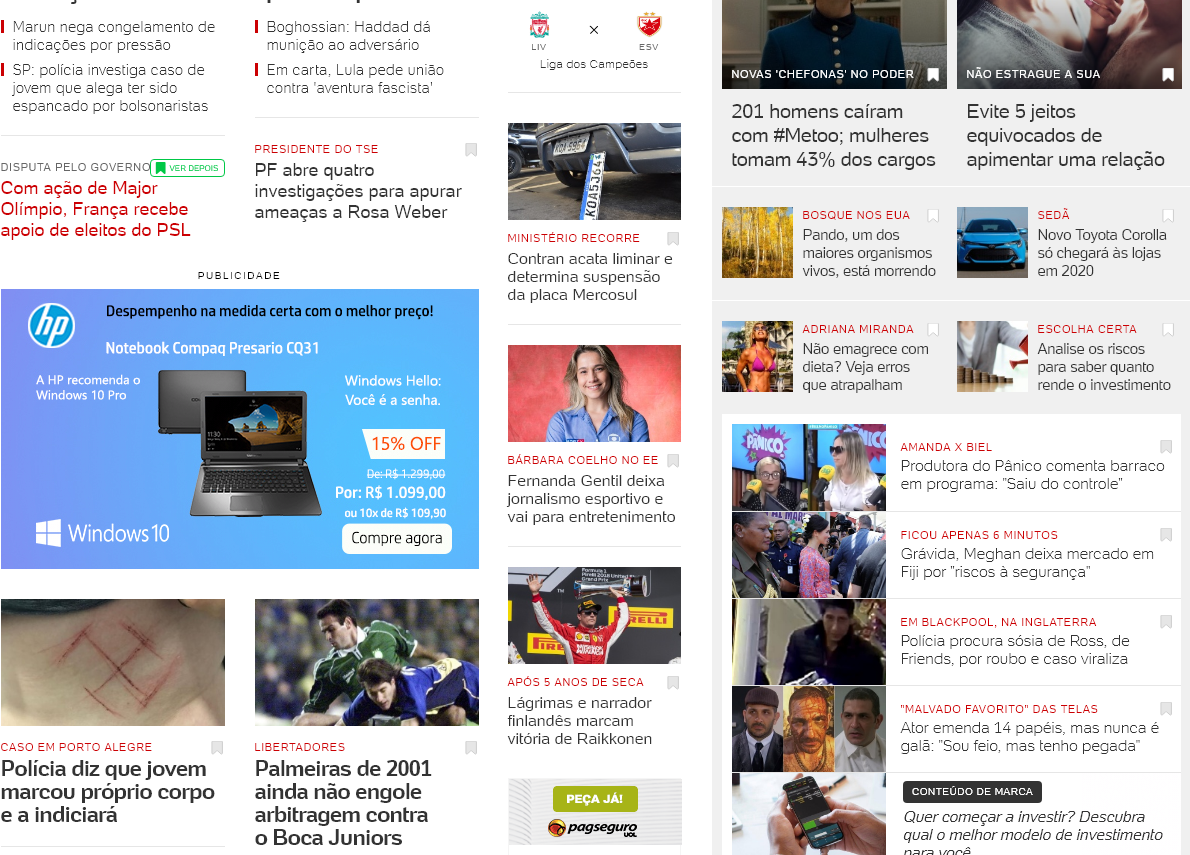 Marun nega congelamento de
indicações por pressão
SP: polícia investiga caso de
jovem que alega ter sido
espancado por bolsonaristas
DISPUTA PELO GOVERNO
VER DEPOIS
Com ação de Major
Olímpio, França recebe
apoio de eleitos do PSL
Boghossian: Haddad dá
munição ao adversário
Em carta, Lula pede união
contra 'aventura fascista'
PRESIDENTE DO TSE
PF abre quatro
investigações para apurar
ameaças a Rosa Weber
PUBLICIDADE
hp
Despempenho na medida certa com o melhor preço!
Notebook Compaq Presario CQ31
A HP recomenda o
Windows 10 Pro
Windows Hello:
Você é a senha.
11:30
15% OFF
De: R$ 1.299,00
Por: R$ 1.099,00
ou 10x de R$ 109,90
Compre agora
Windows 10
CASO EM PORTO ALEGRE
Polícia diz que jovem
marcou próprio corpo
e a indiciará
LIBERTADORES
Palmeiras de 2001
ainda não engole
arbitragem contra
o Boca Juniors
LIV
x
ESV
Liga dos Campeões
MINISTÉRIO RECORRE
Contran acata liminar e
determina suspensão
da placa Mercosul
BÁRBARA COELHO NO EE
Fernanda Gentil deixa
jornalismo esportivo e
vai para entretenimento
Formula 1
Pirelli 2018 United
Grand Prix
PIRELLI
APÓS 5 ANOS DE SECA
Lágrimas e narrador
finlandês marcam
vitória de Raikkonen
PEÇA JÁ!
pagseguro
UOL
NOVAS 'CHEFONAS' NO PODER
201 homens caíram
com #Metoo; mulheres
tomam 43% dos cargos
NÃO ESTRAGUE A SUA
Evite 5 jeitos
equivocados de
apimentar uma relação
BOSQUE NOS EUA
Pando, um dos
maiores organismos
vivos, está morrendo
SEDÃ
Novo Toyota Corolla
só chegará às lojas
em 2020
ADRIANA MIRANDA
Não emagrece com
dieta? Veja erros
que atrapalham
ESCOLHA CERTA
Analise os riscos
para saber quanto
rende o investimento
PÂNICO
AMANDA X BIEL
Produtora do Pânico comenta barraco
em programa: "Saiu do controle"
FICOU APENAS 6 MINUTOS
Grávida, Meghan deixa mercado em
Fiji por "riscos à segurança"
EM BLACKPOOL, NA INGLATERRA
Polícia procura sósia de Ross, de
Friends, por roubo e caso viraliza
"MALVADO FAVORITO" DAS TELAS
Ator emenda 14 papéis, mas nunca é
galã: "Sou feio, mas tenho pegada"
CONTEÚDO DE MARCA
Quer começar a investir? Descubra
qual o melhor modelo de investimento
para você